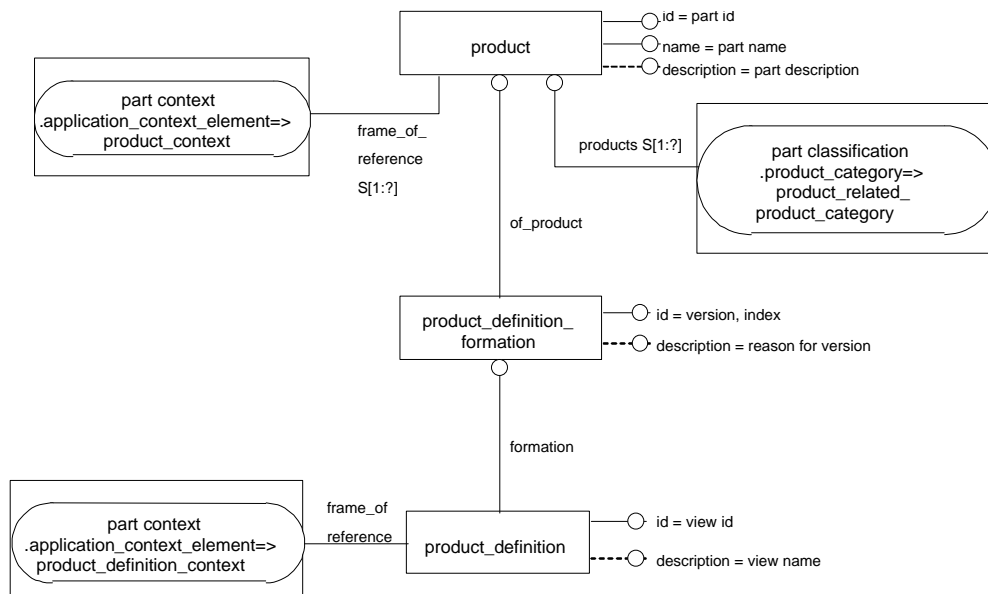 product
id = part id
name = part name
description = part description
part context
.application_context_element=>
product_context
frame_of_
reference
S[1:?]
products S[1:?]
part classification
.product_category=>
product_related_
product_category
of_product
product_definition_
formation
id = version, index
description = reason for version
formation
part context
.application_context_element=>
product_definition_context
frame_of
reference
product_definition
id = view id
description = view name